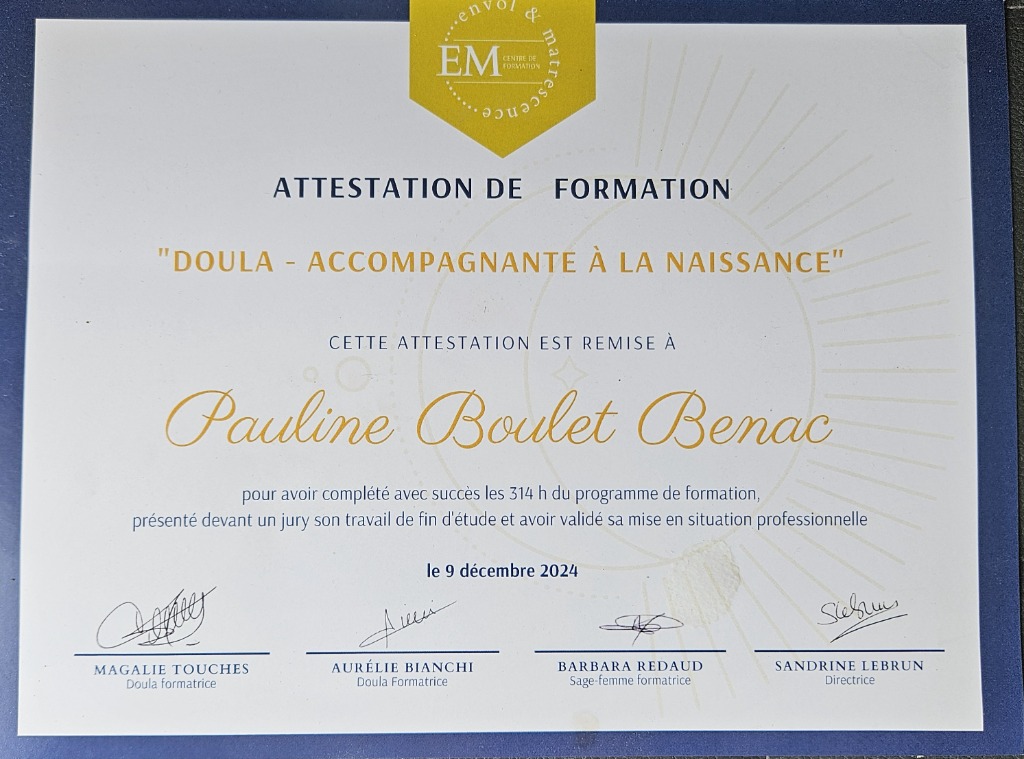 envol & matrescence
EM CENTRE DE FORMATION
ATTESTATION DE FORMATION
"DOULA - ACCOMPAGNANTE À LA NAISSANCE"
CETTE ATTESTATION EST REMISE À
Pauline Boulet Benac
pour avoir complété avec succès les 314 h du programme de formation,
présenté devant un jury son travail de fin d'étude et avoir validé sa mise en situation professionnelle
le 9 décembre 2024
MAGALIE TOUCHES
Doula formatrice
AURÉLIE BIANCHI
Doula Formatrice
BARBARA REDAUD
Sage-femme formatrice
SANDRINE LEBRUN
Directrice